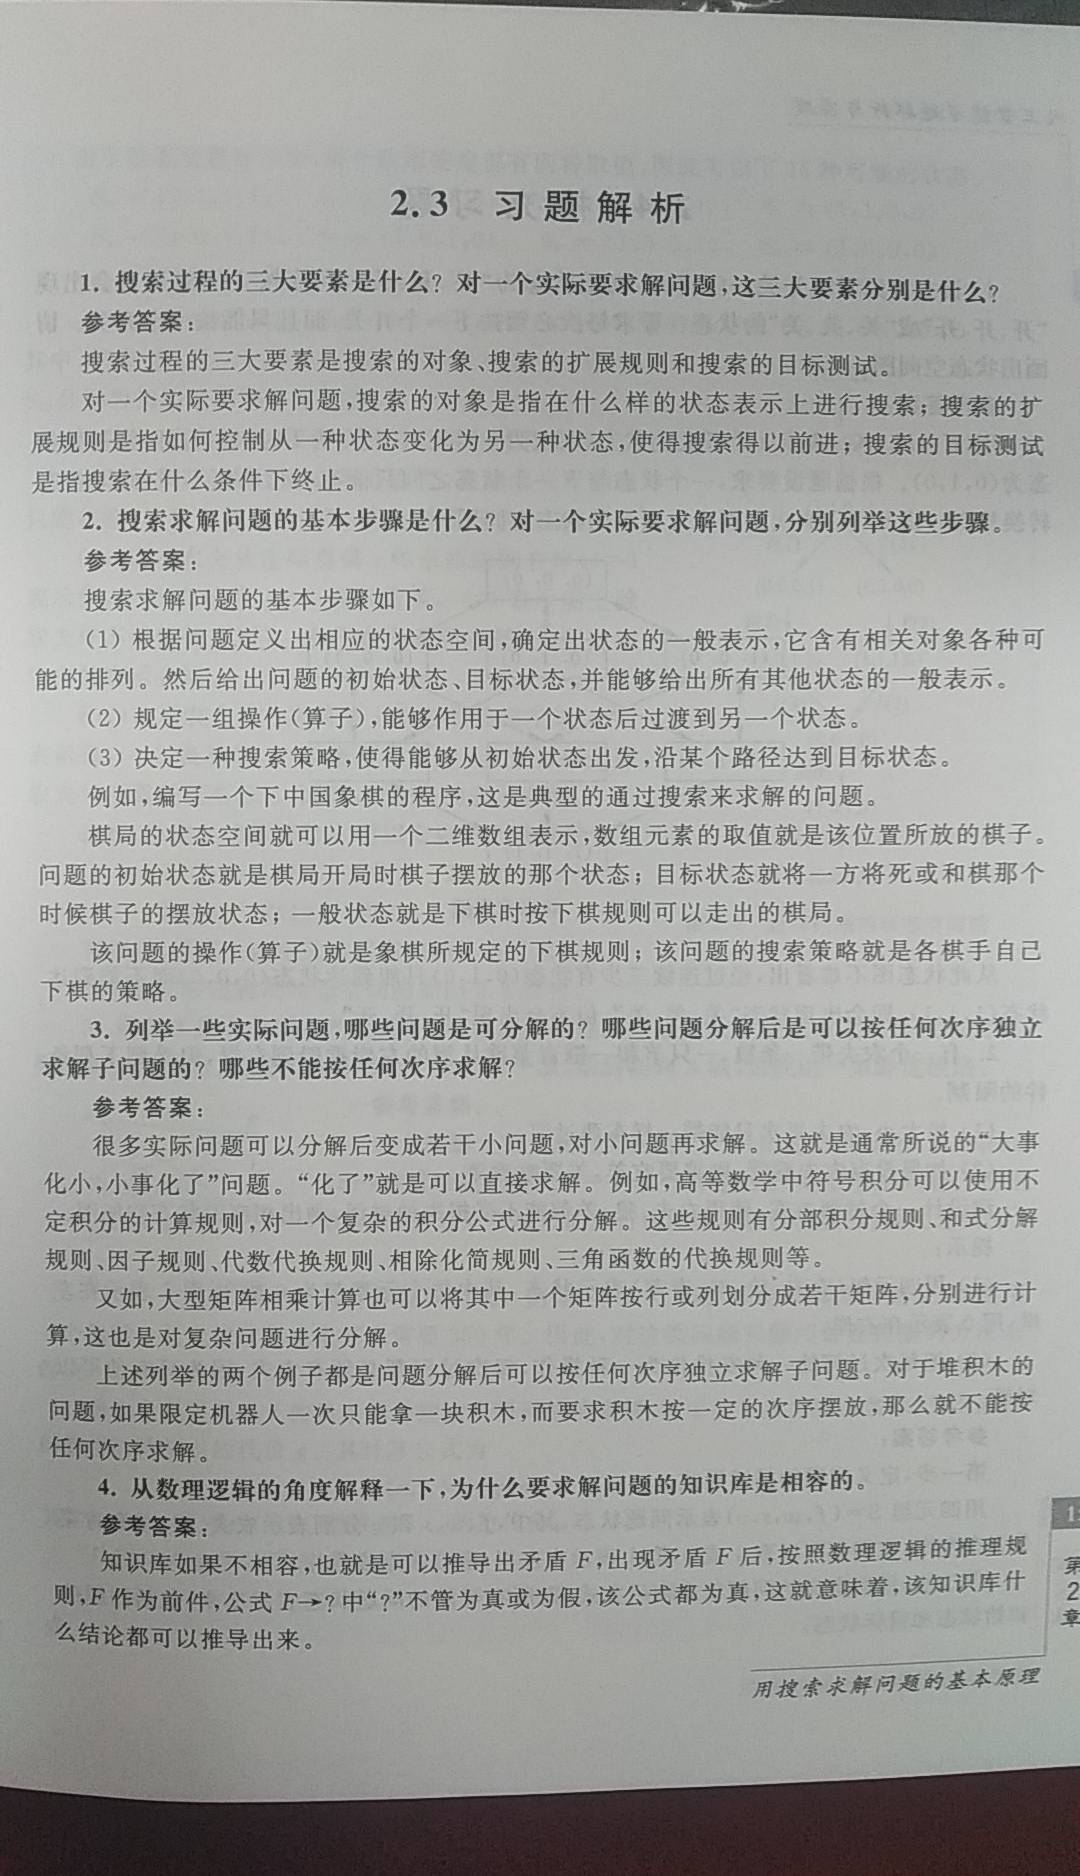 2.3 习题解析
1. 搜索过程的三大要素是什么？对一个实际要求解问题，这三大要素分别是什么？
参考答案：
搜索过程的三大要素是搜索的对象、搜索的扩展规则和搜索的目标测试。
对一个实际要求解问题，搜索的对象是指在什么样的状态表示上进行搜索；搜索的扩
展规则是指如何控制从一种状态变化为另一种状态，使得搜索得以前进；搜索的目标测试
是指搜索在什么条件下终止。
2. 搜索求解问题的基本步骤是什么？对一个实际要求解问题，分别列举这些步骤。
参考答案：
搜索求解问题的基本步骤如下。
（1）根据问题定义出相应的状态空间，确定出状态的一般表示，它含有相关对象各种可
能的排列。然后给出问题的初始状态、目标状态，并能够给出所有其他状态的一般表示。
（2）规定一组操作（算子），能够作用于一个状态后过渡到另一个状态。
（3）决定一种搜索策略，使得能够从初始状态出发，沿某个路径达到目标状态。
例如，编写一个下中国象棋的程序，这是典型的通过搜索来求解的问题。
棋局的状态空间就可以用一个二维数组表示，数组元素的取值就是该位置所放的棋子。
问题的初始状态就是棋局开局时棋子摆放的那个状态；目标状态就将一方将死或和棋那个
时候棋子的摆放状态；一般状态就是下棋时按下棋规则可以走出的棋局。
该问题的操作（算子）就是象棋所规定的下棋规则；该问题的搜索策略就是各棋手自己
下棋的策略。
3. 列举一些实际问题，哪些问题是可分解的？哪些问题分解后是可以按任何次序独立
求解子问题的？哪些不能按任何次序求解？
参考答案：
很多实际问题可以分解后变成若干小问题，对小问题再求解。这就是通常所说的“大事
化小，小事化了”问题。“化了”就是可以直接求解。例如，高等数学中符号积分可以使用不
定积分的计算规则，对一个复杂的积分公式进行分解。这些规则有分部积分规则、和式分解
规则、因子规则、代数代换规则、相除化简规则、三角函数的代换规则等。
又如，大型矩阵相乘计算也可以将其中一个矩阵按行或列划分成若干矩阵，分别进行计
算，这也是对复杂问题进行分解。
上述列举的两个例子都是问题分解后可以按任何次序独立求解子问题。对于堆积木的
问题，如果限定机器人一次只能拿一块积木，而要求积木按一定的次序摆放，那么就不能按
任何次序求解。
4. 从数理逻辑的角度解释一下，为什么要求解问题的知识库是相容的。
参考答案：
知识库如果不相容，也就是可以推导出矛盾 F，出现矛盾 F 后，按照数理逻辑的推理规
则，F 作为前件，公式 F→？中“？”不管为真或为假，该公式都为真，这就意味着，该知识库什
么结论都可以推导出来。
第
2
章
用搜索求解问题的基本原理